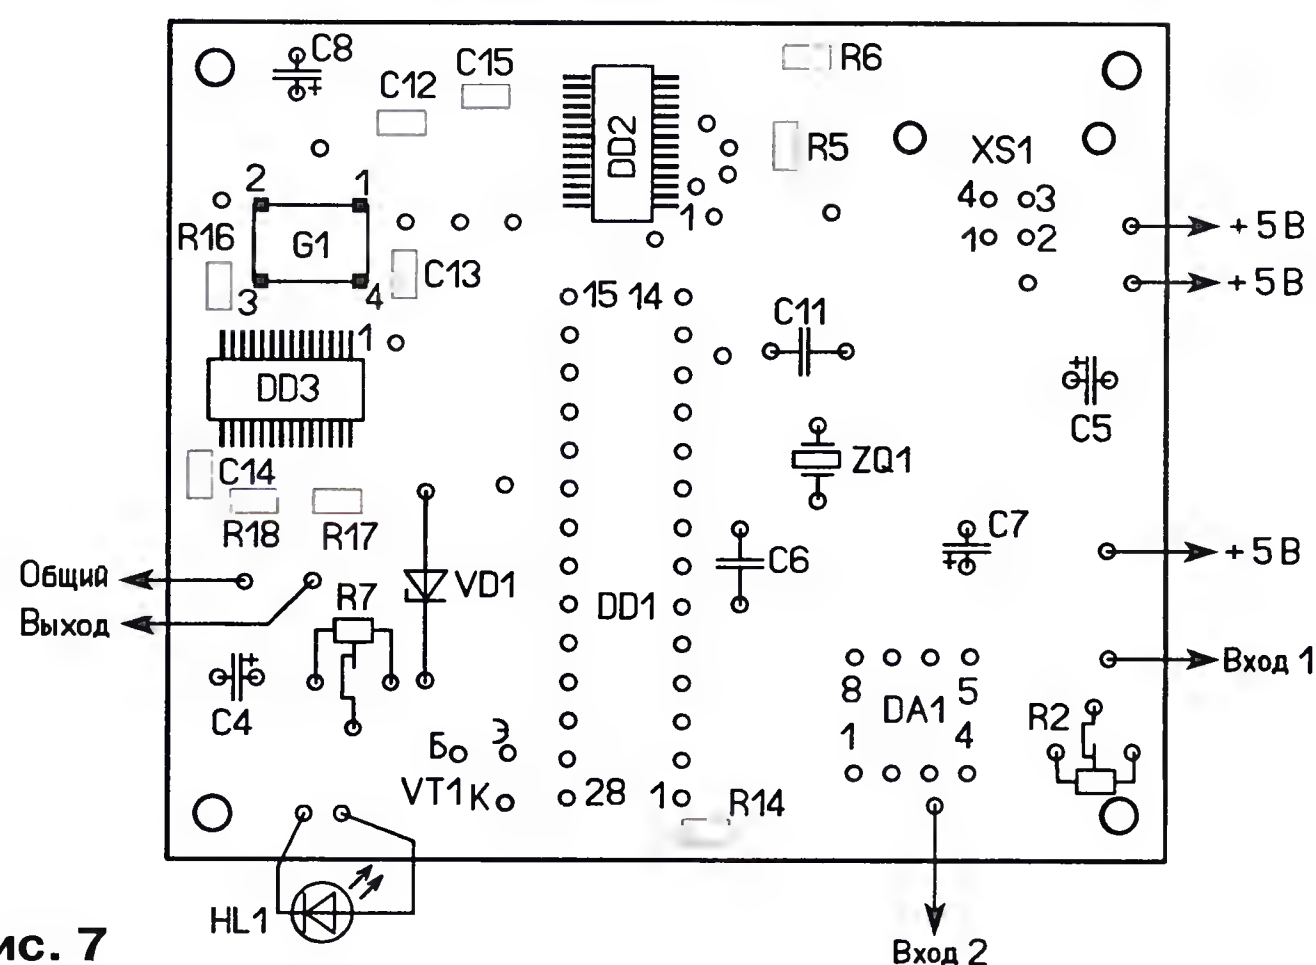 C8
C15
C12
R6
DD2
R5
XS1
2
1
4
3
1
1
2
+5В
R16
G1
C13
3
4
+5В
15
14
C11
1
DD3
C5
C14
ZQ1
R18
R17
C7
C6
+5В
Общий
VD1
R7
DD1
Выход
Вход 1
8
5
DA1
R2
C4
1
4
Б
Э
VT1
К
28
1
R14
HL1
Вход 2
ис. 7